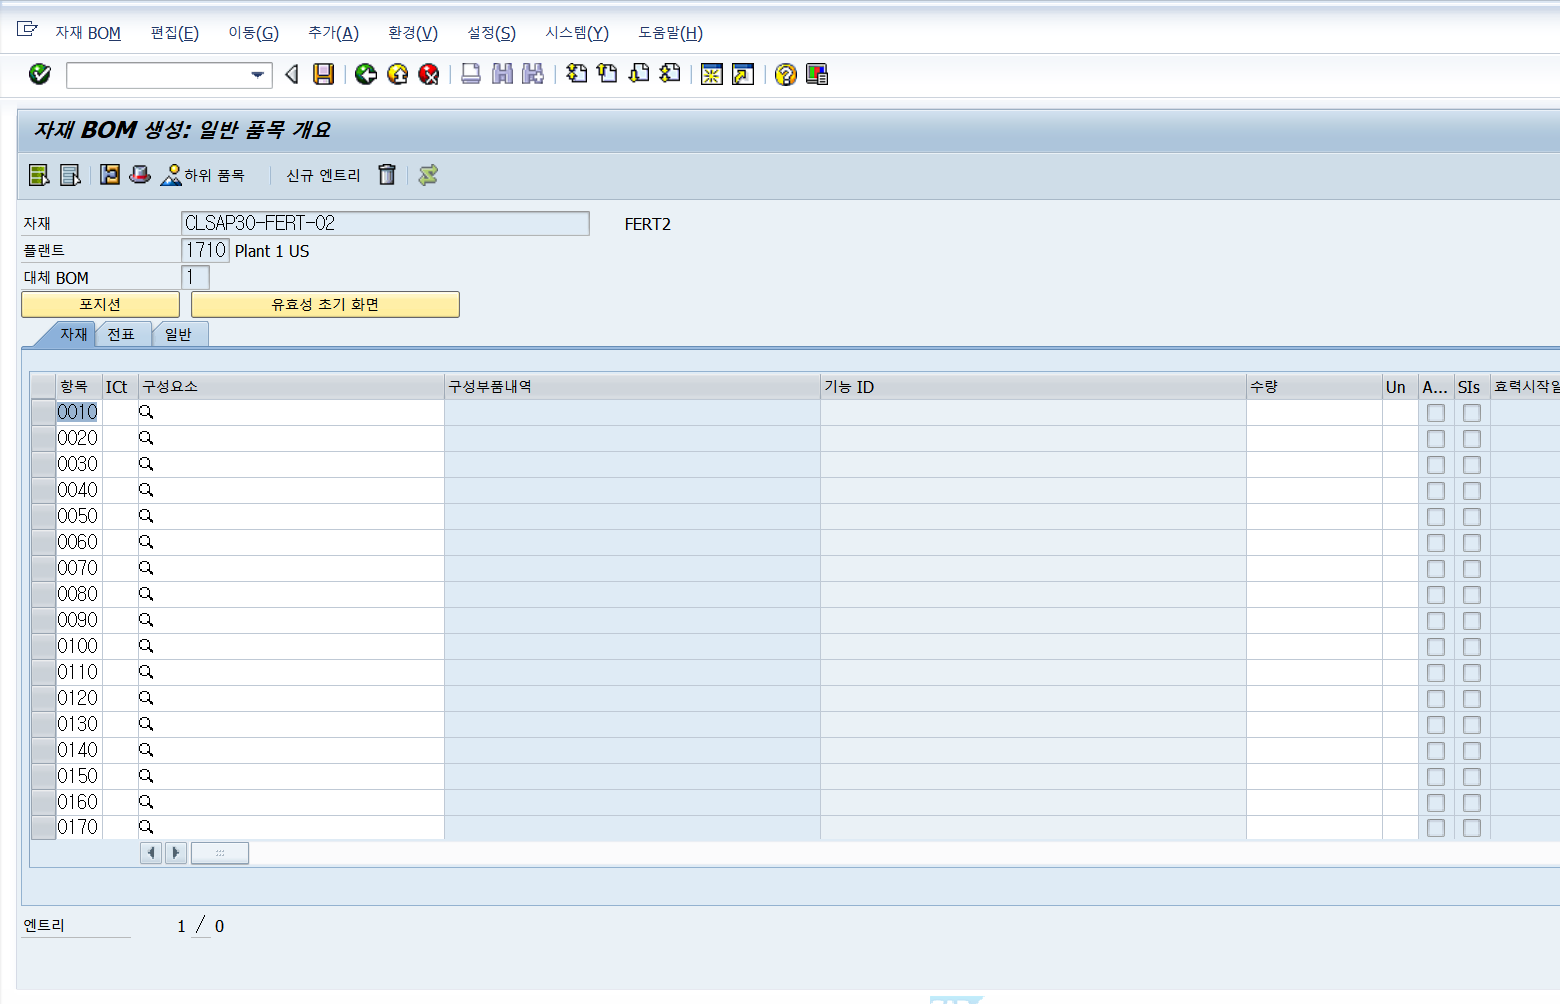 자재 BOM 편집(E) 이동(G) 추가(A) 환경(V) 설정(S) 시스템(Y) 도움말(H)
자재 BOM 생성: 일반 품목 개요
하위 품목 신규 엔트리
자재 CLSAP30-FERT-02 FERT2
플랜트 1710 Plant 1 US
대체 BOM 1
포지션 유효성 초기 화면
자재 전표 일반
항목 ICt 구성요소 구성부품내역 기능 ID 수량 Un A... SIs 효력시작일
0010
0020
0030
0040
0050
0060
0070
0080
0090
0100
0110
0120
0130
0140
0150
0160
0170
엔트리 1 / 0